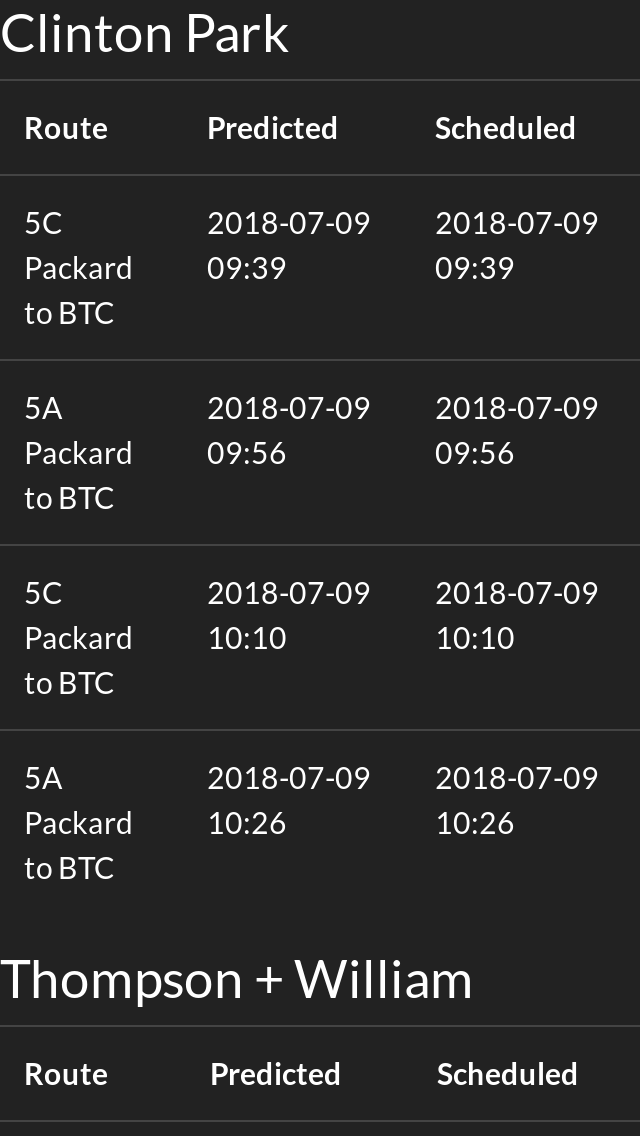 Clinton Park
Route Predicted Scheduled
5C 2018-07-09 2018-07-09
Packard 09:39 09:39
to BTC
5A 2018-07-09 2018-07-09
Packard 09:56 09:56
to BTC
5C 2018-07-09 2018-07-09
Packard 10:10 10:10
to BTC
5A 2018-07-09 2018-07-09
Packard 10:26 10:26
to BTC
Thompson + William
Route Predicted Scheduled